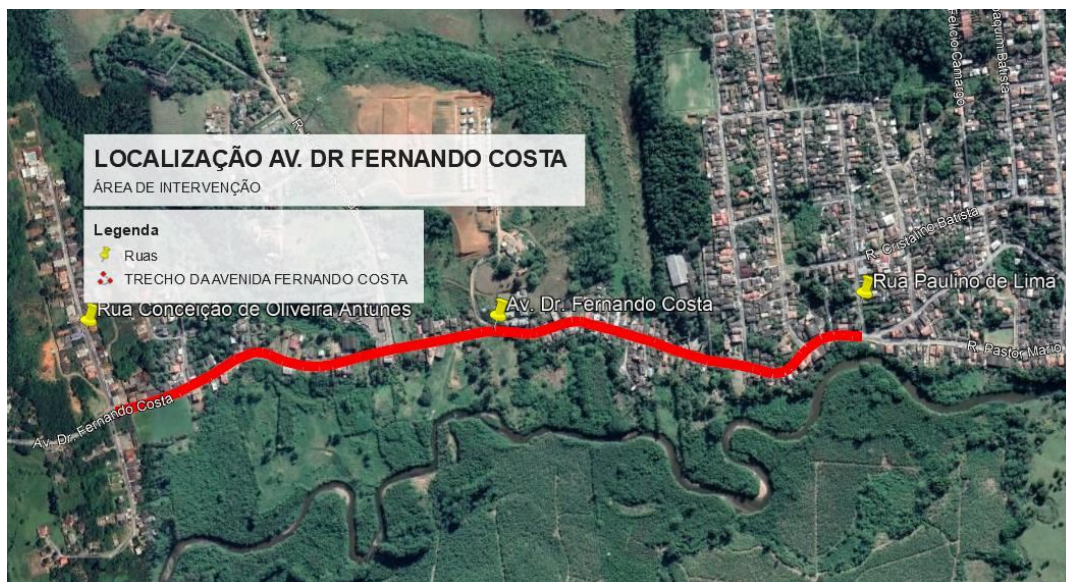 Felicio Camargo
R.
LOCALIZAÇÃO AV. DR FERNANDO COSTA
ÁREA DE INTERVENÇÃO
Legenda
Ruas
TRECHO DA AVENIDA FERNANDO COSTA
R. Cristalino Batista
Rua Paulino de Lima
Rua Conceição de Oliveira Antunes
Av. Dr. Fernando Costa
R. Pastor Mario
Av. Dr. Fernando Costa